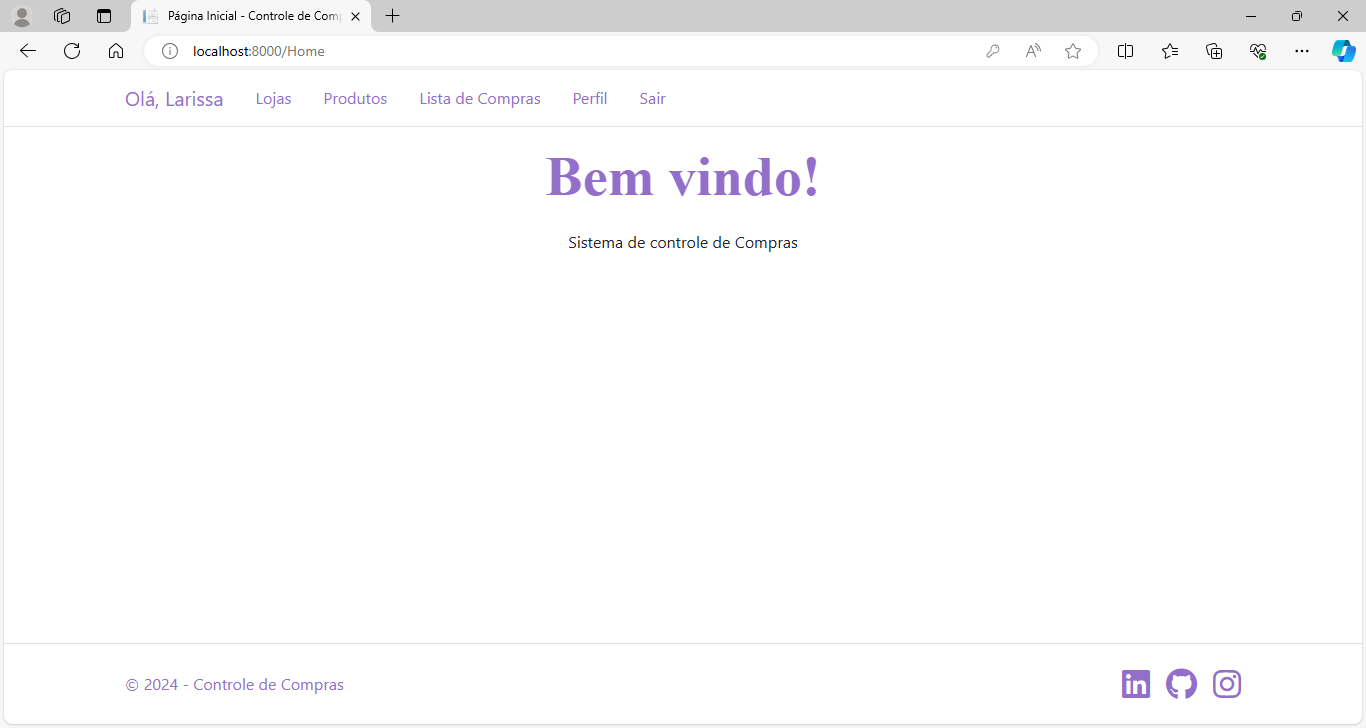 Página Inicial - Controle de Com
localhost:8000/Home
Olá, Larissa Lojas Produtos Lista de Compras Perfil Sair
Bem vindo!
Sistema de controle de Compras
© 2024 - Controle de Compras
in